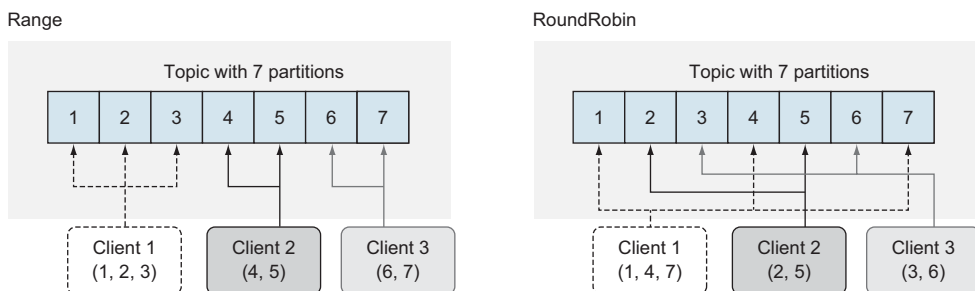 Range
Topic with 7 partitions
1 2 3 4 5 6 7
Client 1
(1, 2, 3)
Client 2
(4, 5)
Client 3
(6, 7)
RoundRobin
Topic with 7 partitions
1 2 3 4 5 6 7
Client 1
(1, 4, 7)
Client 2
(2, 5)
Client 3
(3, 6)